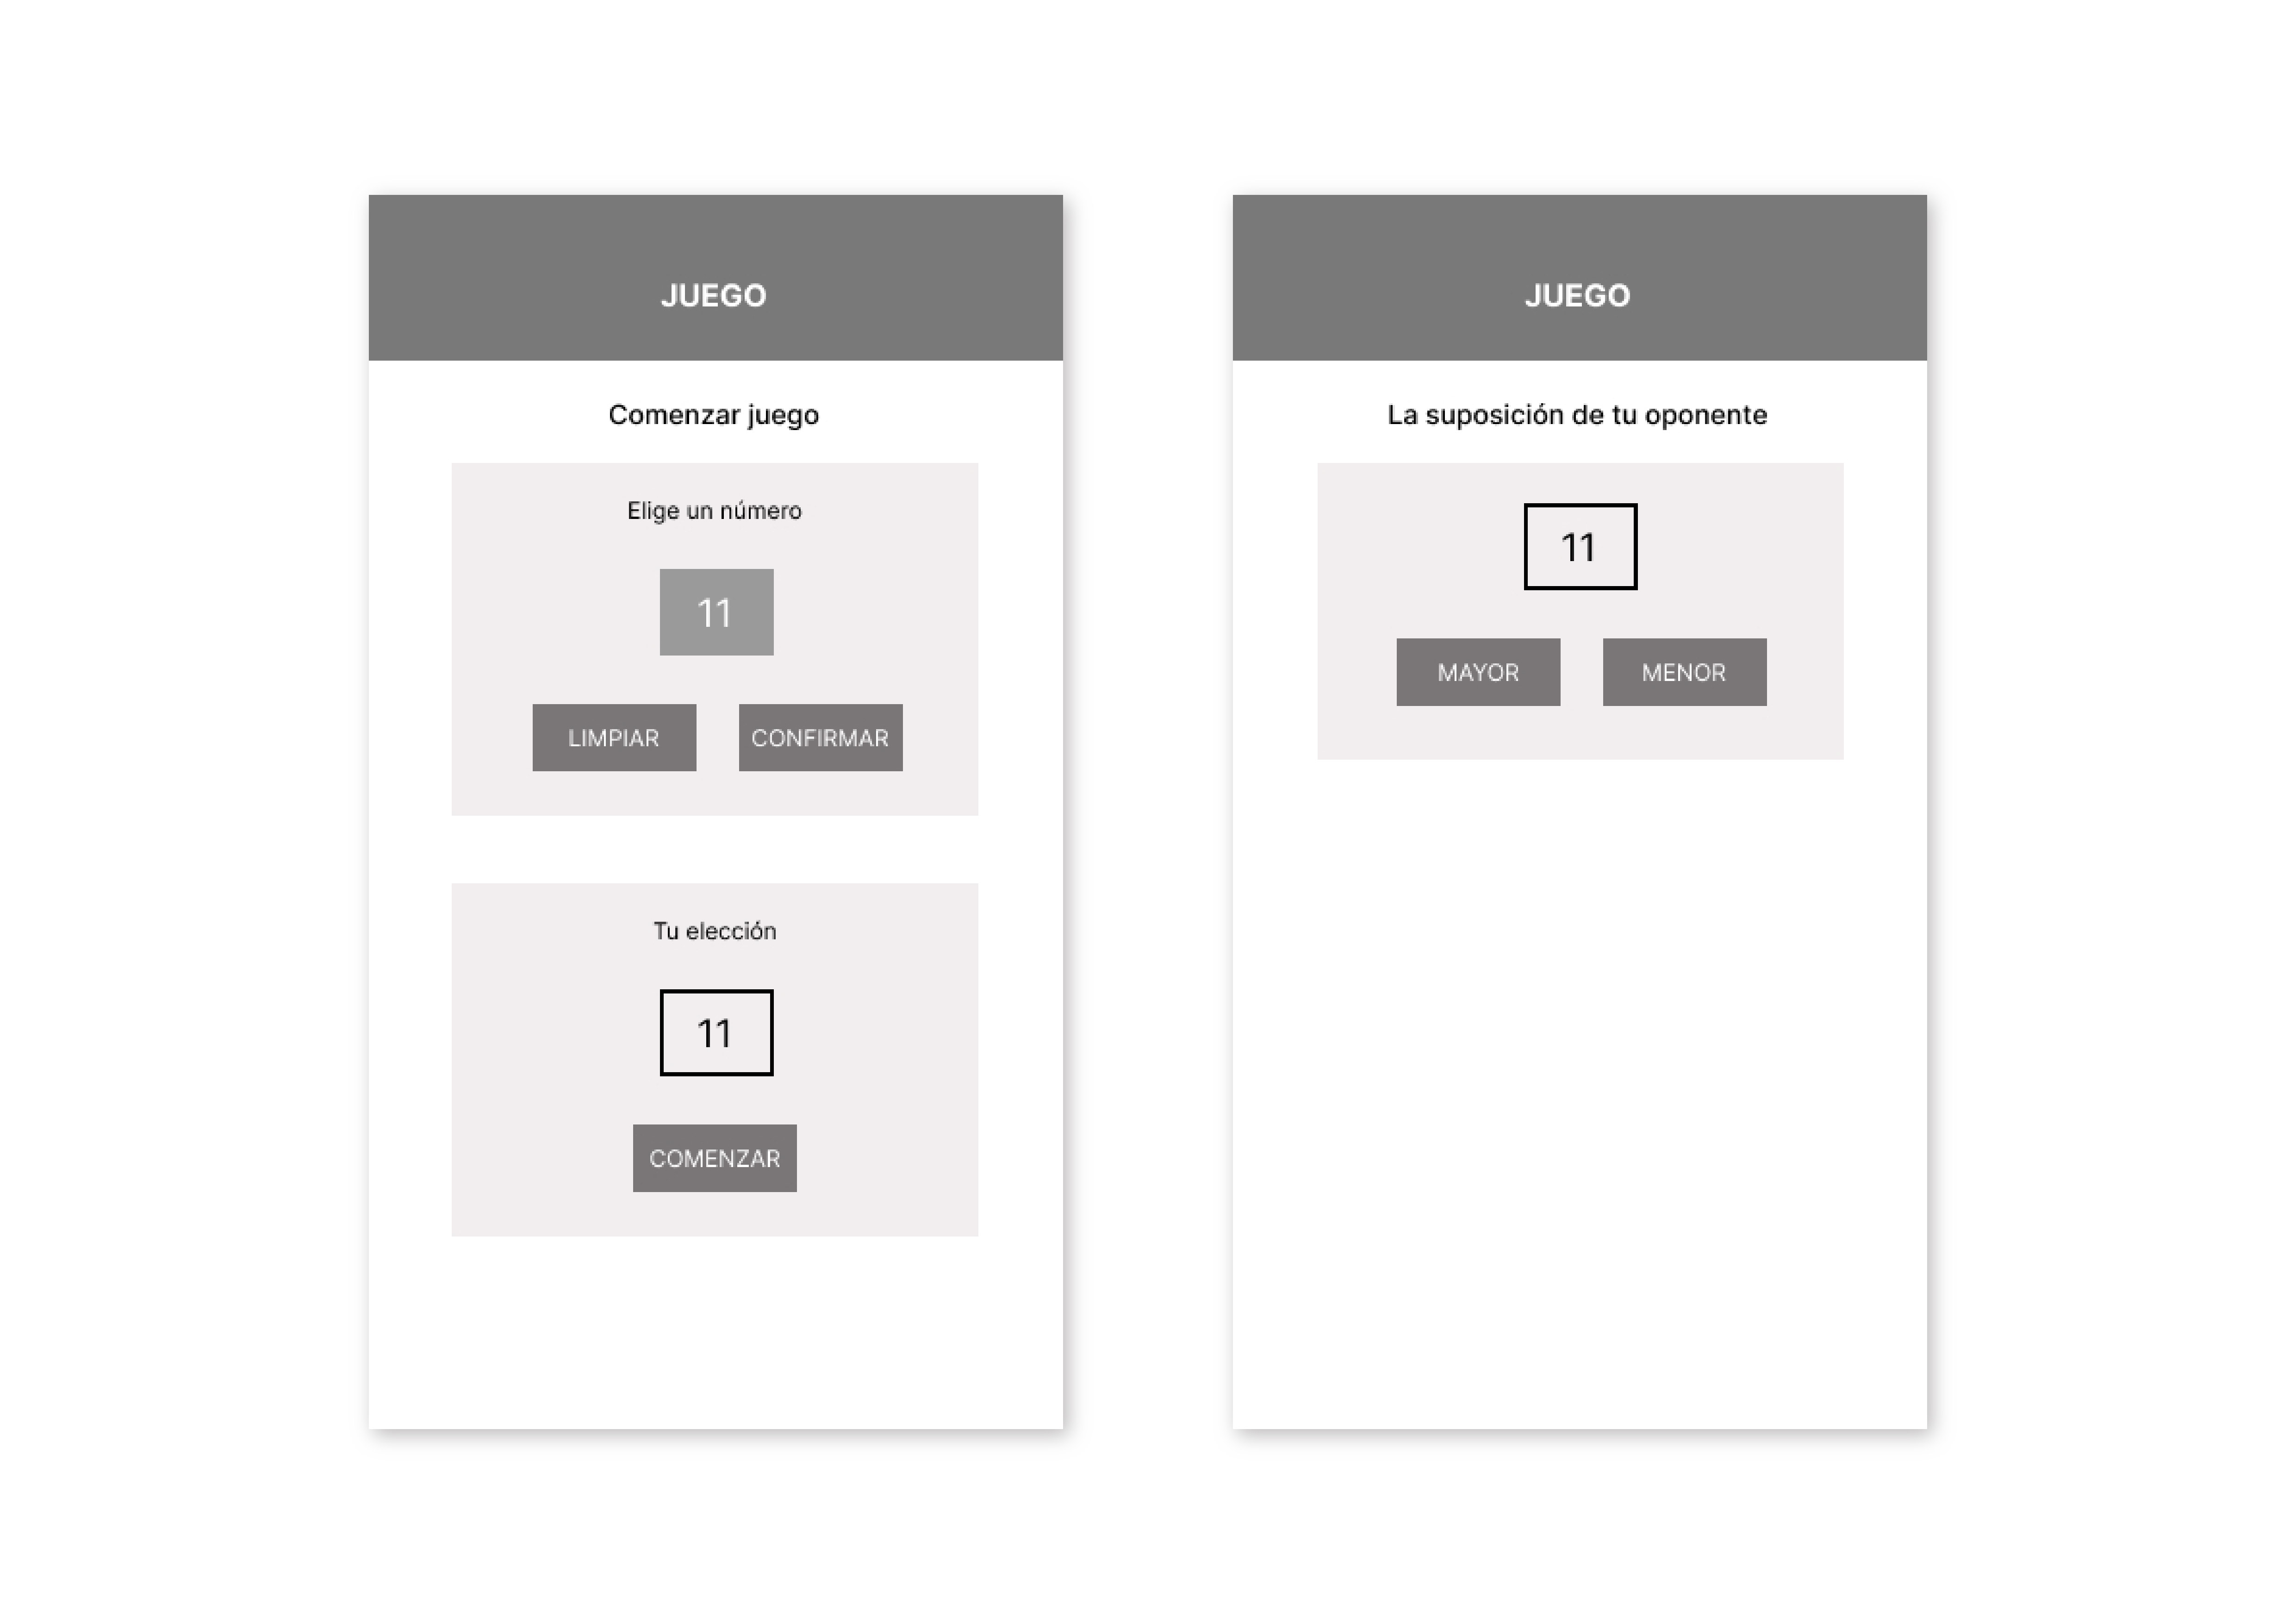 JUEGO
Comenzar juego
Elige un número
11
LIMPIAR
CONFIRMAR
Tu elección
11
COMENZAR
JUEGO
La suposición de tu oponente
11
MAYOR
MENOR